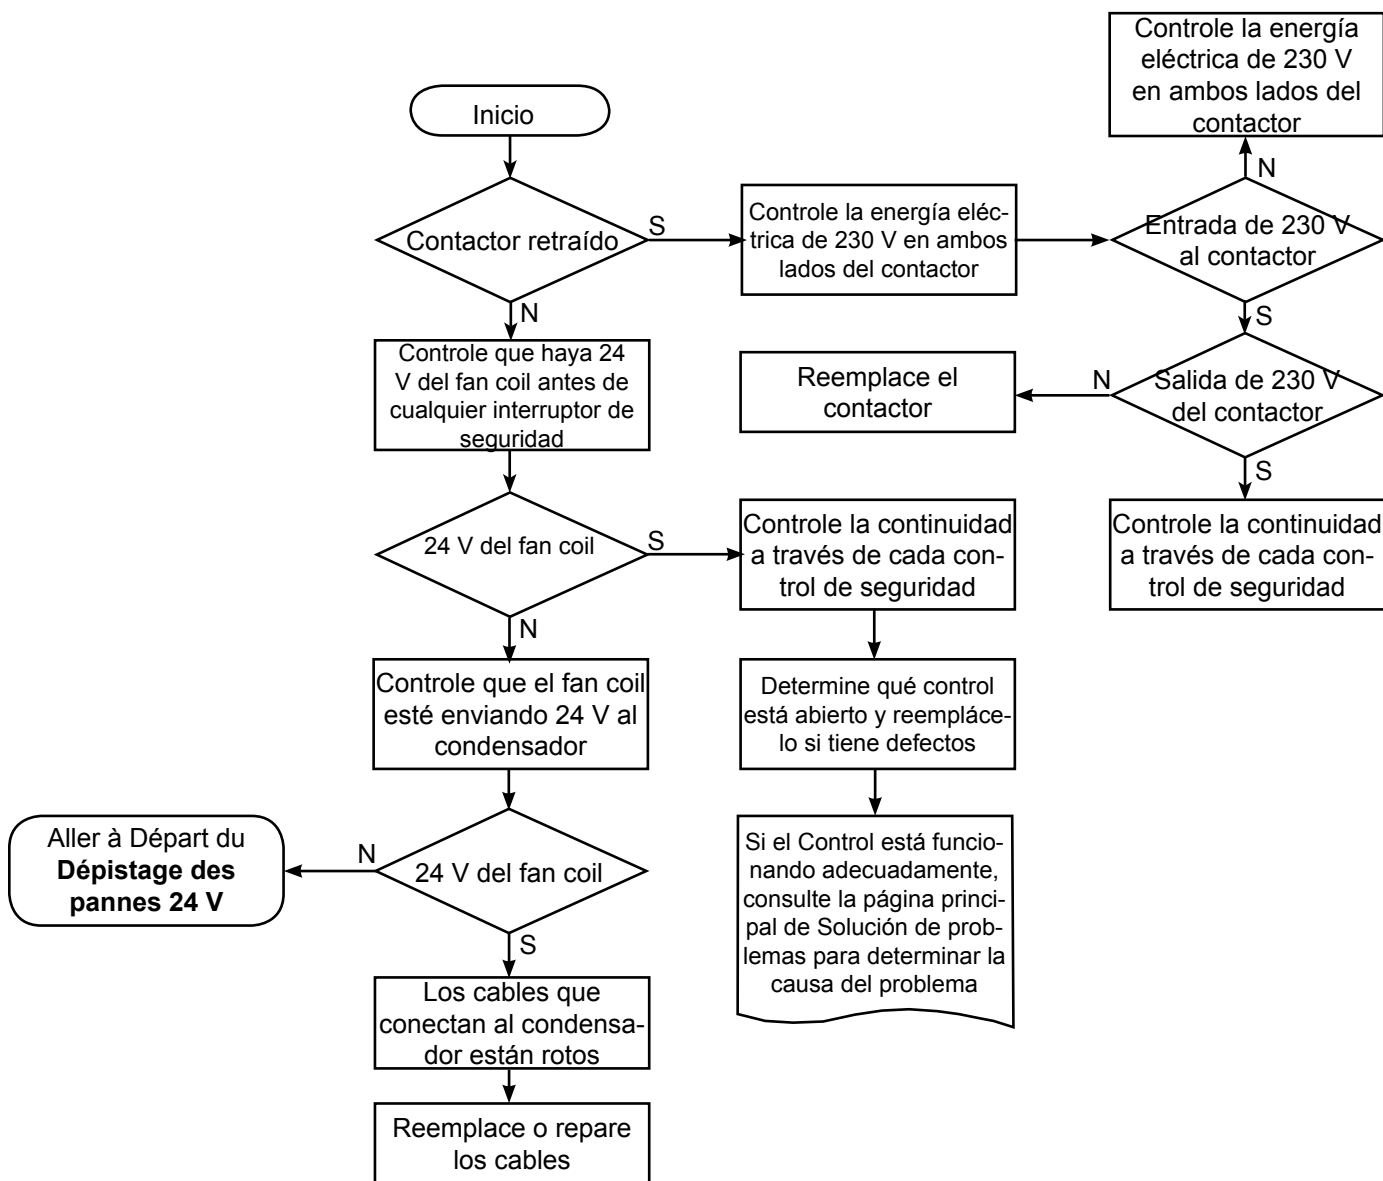 Controle la energía
eléctrica de 230 V
en ambos lados del
contactor
Inicio
N
Contactor retraído
S
Controle la energía eléc-
trica de 230 V en ambos
lados del contactor
Entrada de 230 V
al contactor
N
S
Controle que haya 24
V del fan coil antes de
cualquier interruptor de
seguridad
Reemplace el
contactor
N
Salida de 230 V
del contactor
S
24 V del fan coil
S
Controle la continuidad
a través de cada con-
trol de seguridad
Controle la continuidad
a través de cada con-
trol de seguridad
N
Controle que el fan coil
esté enviando 24 V al
condensador
Determine qué control
está abierto y reempláce-
lo si tiene defectos
Aller à Départ du
Dépistage des
pannes 24 V
N
24 V del fan coil
Si el Control está funcio-
nando adecuadamente,
consulte la página princi-
pal de Solución de prob-
lemas para determinar la
causa del problema
S
Los cables que
conectan al condensa-
dor están rotos
Reemplace o repare
los cables